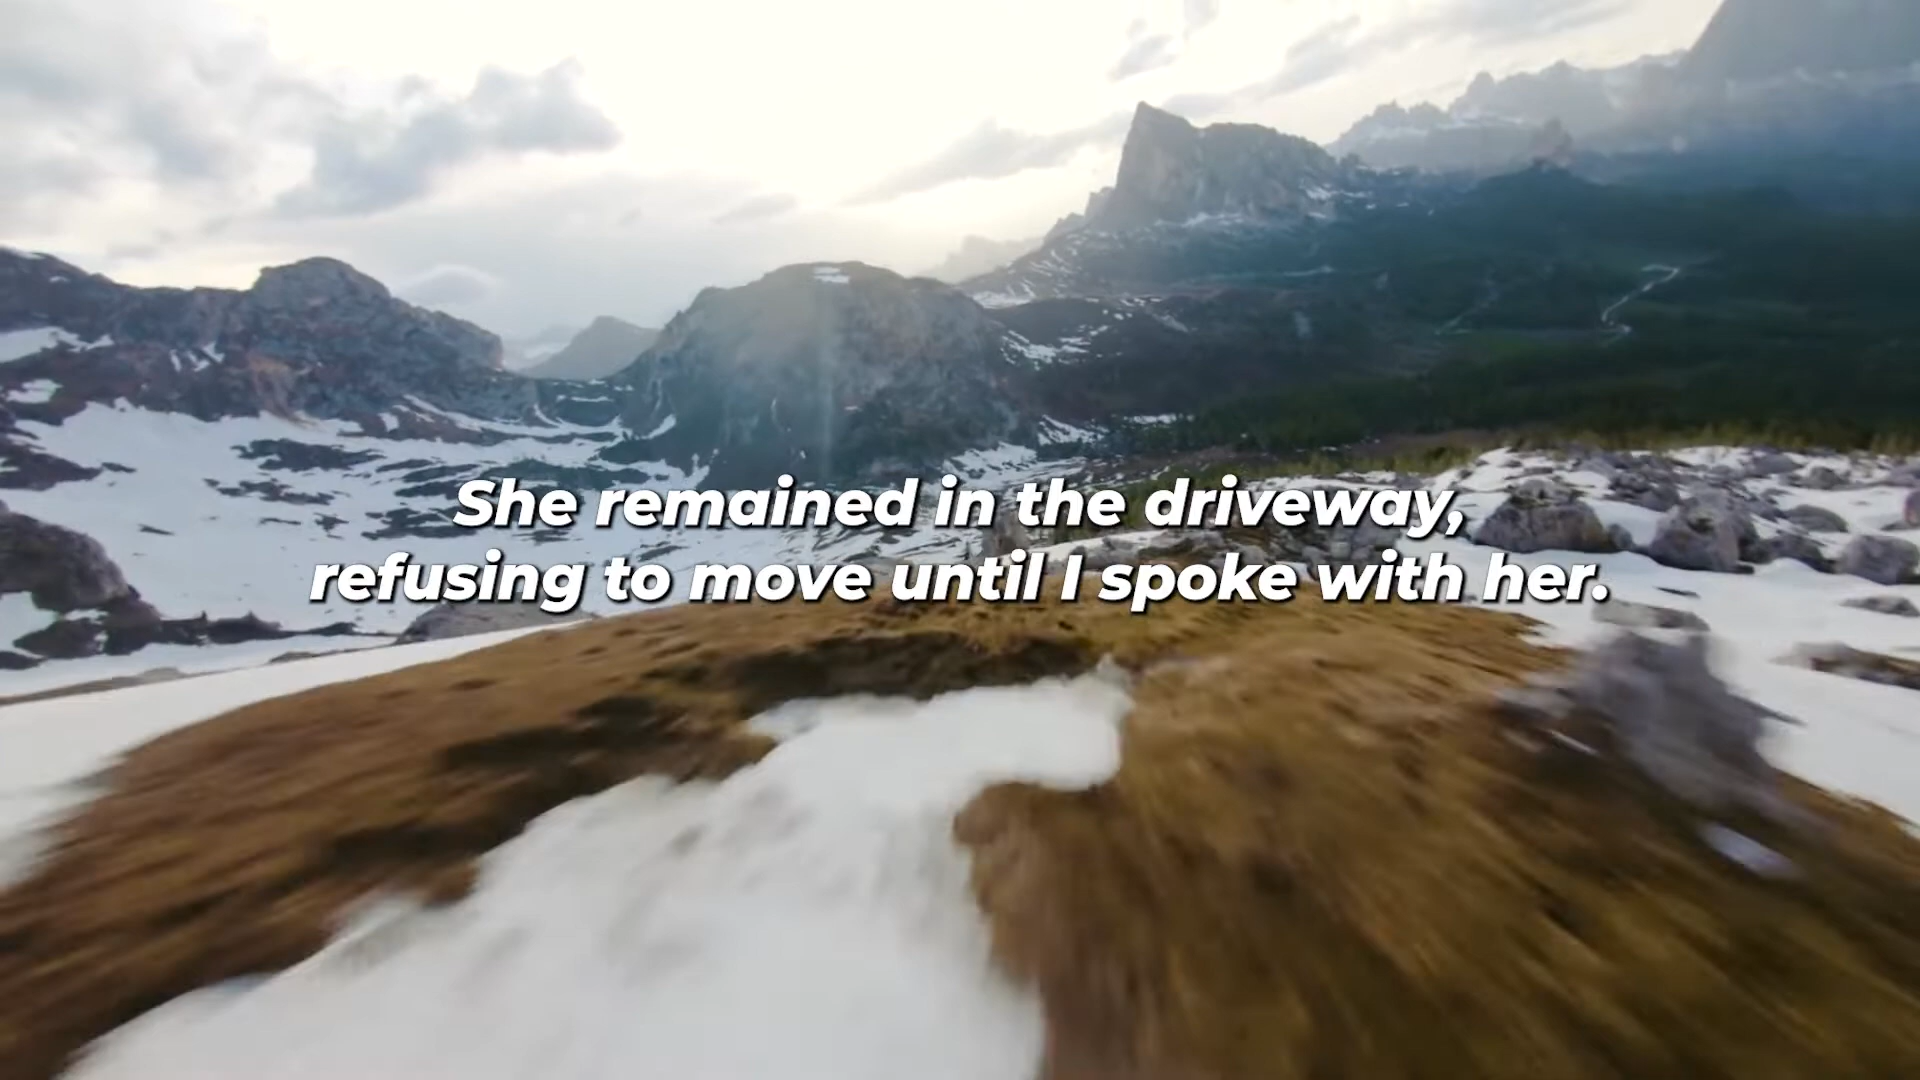 She remained in the driveway,
refusing to move until I spoke with her.